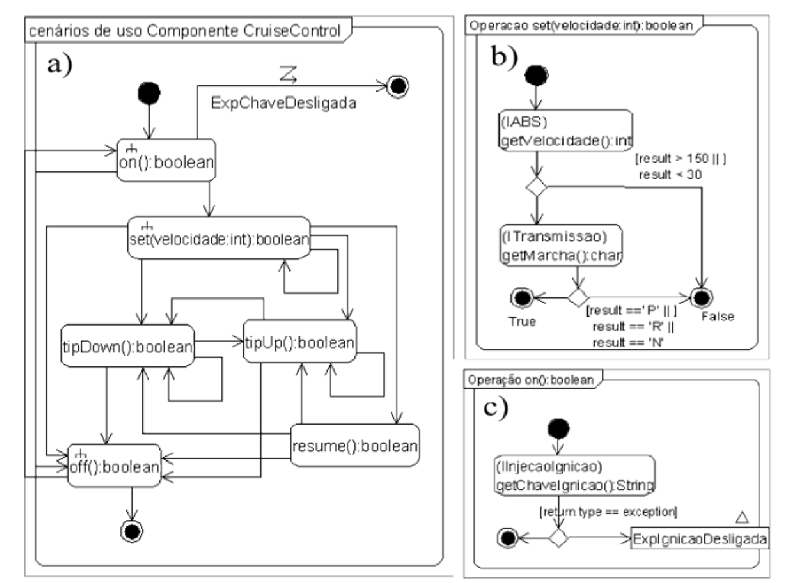 cenários de uso Componente CruiseControl
a)
ExpChaveDesligada
on():boolean
set(velocidade:int):boolean
tipDown():boolean
tipUp():boolean
resume():boolean
off():boolean
Operacao set(velocidade:int):boolean
b)
(IABS)
getVelocidade():int
[result > 150 || ]
result < 30
(ITransmissao)
getMarcha():char
[result =='P' || ]
result == 'R' ||
result == 'N'
True
False
Operação on():boolean
c)
(IInjecaoIgnicao)
getChaveIgnicao():String
[return type == exception]
ExpIgnicaoDesligada